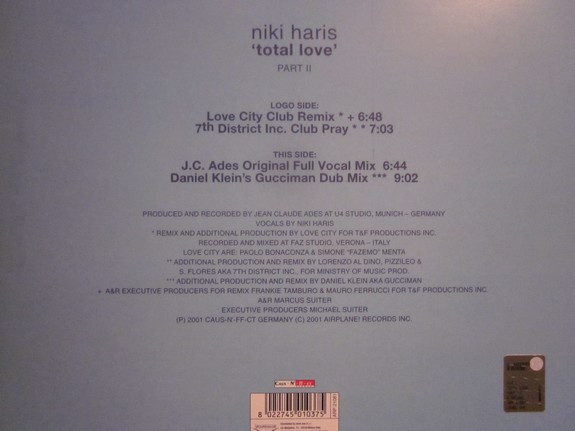 niki haris
'total love'
PART II
LOGO SIDE:
Love City Club Remix * + 6:48
7th District Inc. Club Pray * * 7:03
THIS SIDE:
J.C. Ades Original Full Vocal Mix 6:44
Daniel Klein's Gucciman Dub Mix *** 9:02
PRODUCED AND RECORDED BY JEAN CLAUDE ADES AT U4 STUDIO, MUNICH – GERMANY
VOCALS BY NIKI HARIS
* REMIX AND ADDITIONAL PRODUCTION BY LOVE CITY FOR T&F PRODUCTIONS INC.
RECORDED AND MIXED AT FAZ STUDIO, VERONA – ITALY
LOVE CITY ARE: PAOLO BONACONZA & SIMONE "FAZEMO" MENTA
** ADDITIONAL PRODUCTION AND REMIX BY LORENZO AL DINO, PIZZILEO &
S. FLORES AKA 7TH DISTRICT INC., FOR MINISTRY OF MUSIC PROD.
*** ADDITIONAL PRODUCTION AND REMIX BY DANIEL KLEIN AKA GUCCIMAN
+ A&R EXECUTIVE PRODUCERS FOR REMIX FRANKIE TAMBURO & MAURO FERRUCCI FOR T&F PRODUCTIONS INC.
A&R MARCUS SUITER
EXECUTIVE PRODUCERS MICHAEL SUITER
(P) 2001 CAUS-N'-FF-CT GERMANY (C) 2001 AIRPLANE! RECORDS INC.
8 022745 010375